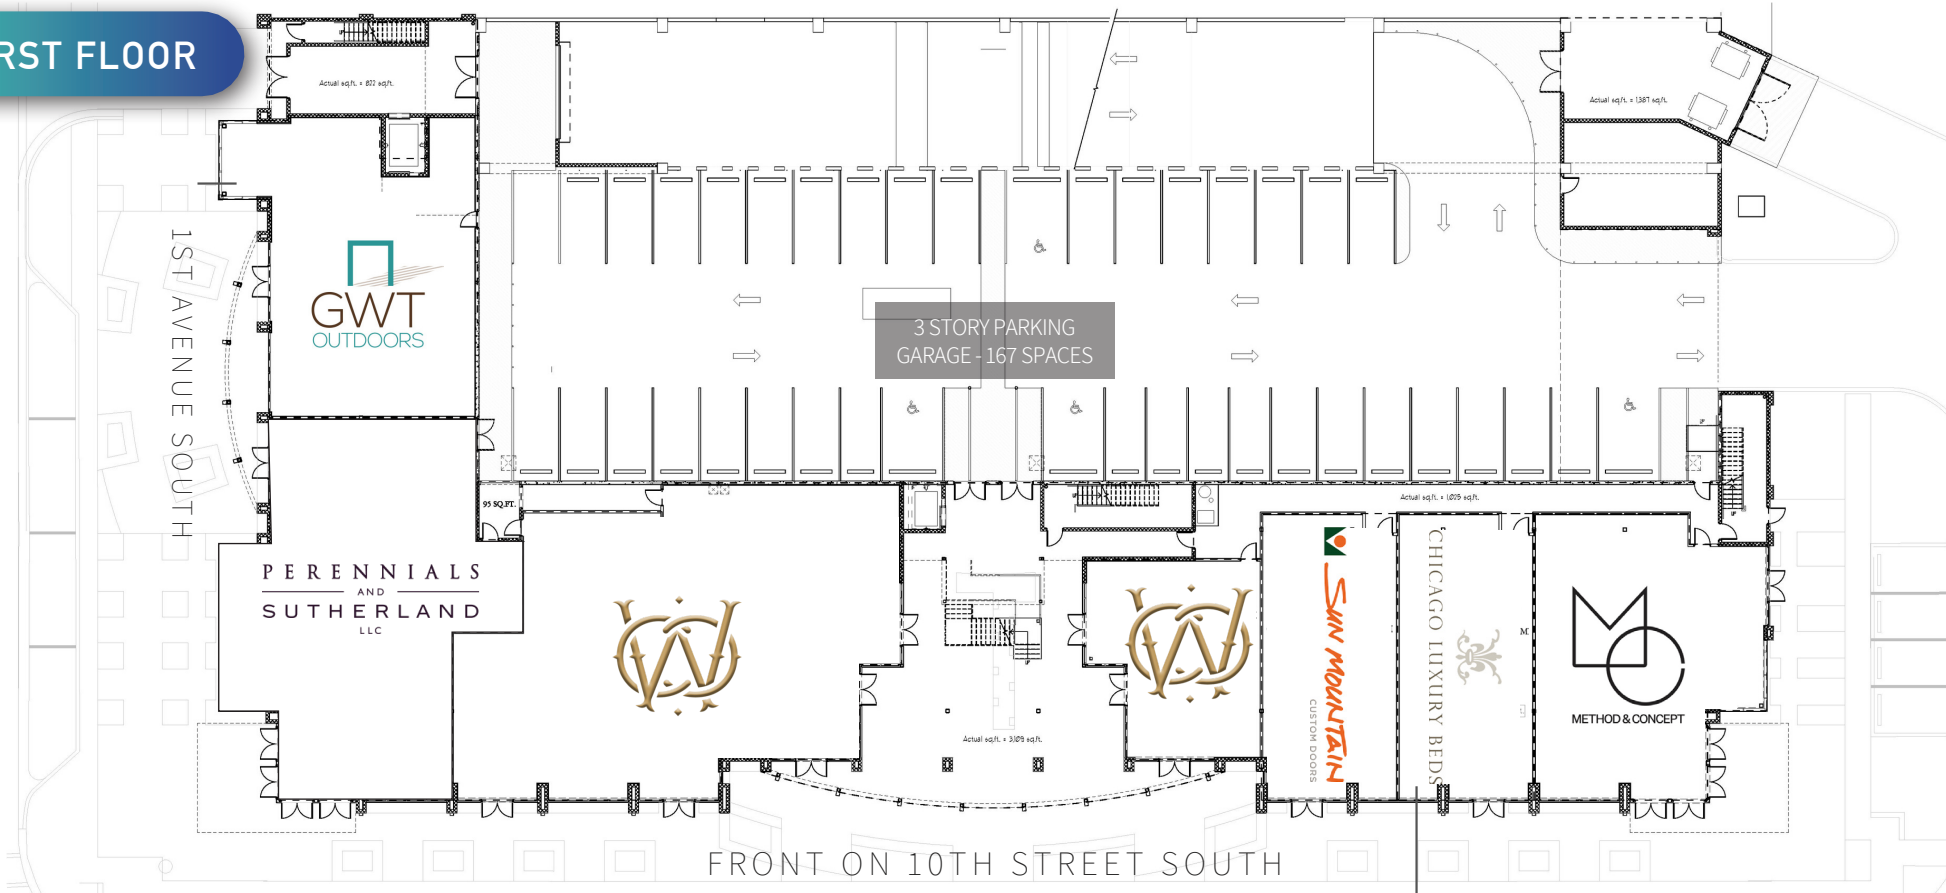 RST FLOOR
Actual sq.ft. = 822 sq.ft.
Actual sq.ft. = 1,387 sq.ft.
1ST AVENUE SOUTH
GWT
OUTDOORS
3 STORY PARKING
GARAGE - 167 SPACES
95 SQ.FT.
Actual sq.ft. = 1,025 sq.ft.
PERENNIALS
AND
SUTHERLAND
LLC
SUN MOUNTAIN
CUSTOM DOORS
CHICAGO LUXURY BEDS
M
METHOD & CONCEPT
Actual sq.ft. = 3,109 sq.ft.
FRONT ON 10TH STREET SOUTH